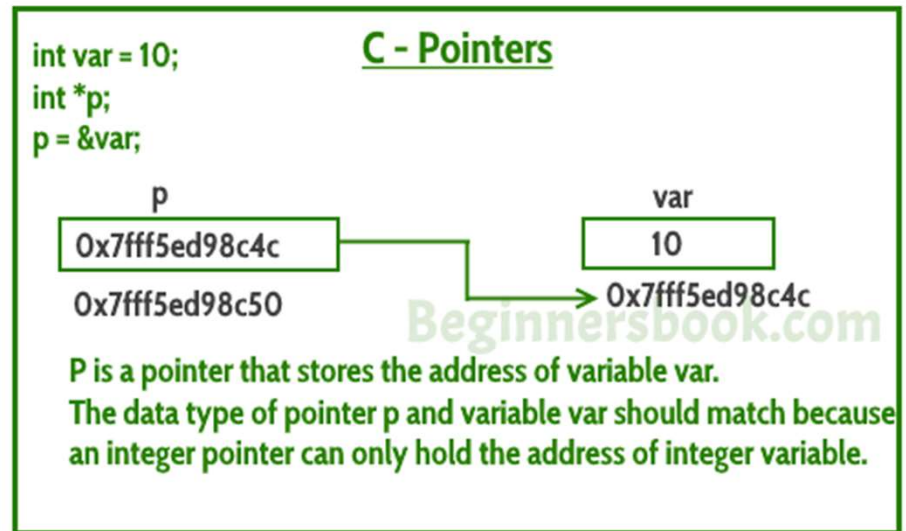 C - Pointers
int var = 10;
int *p;
p = &var;
p
var
0x7fff5ed98c4c
10
0x7fff5ed98c50
0x7fff5ed98c4c
Beginnersbook.com
P is a pointer that stores the address of variable var.
The data type of pointer p and variable var should match because
an integer pointer can only hold the address of integer variable.